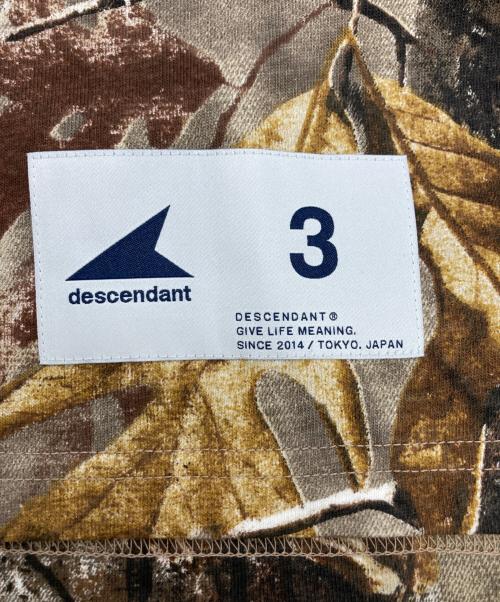 descendant
3
DESCENDANT®
GIVE LIFE MEANING.
SINCE 2014 / TOKYO. JAPAN